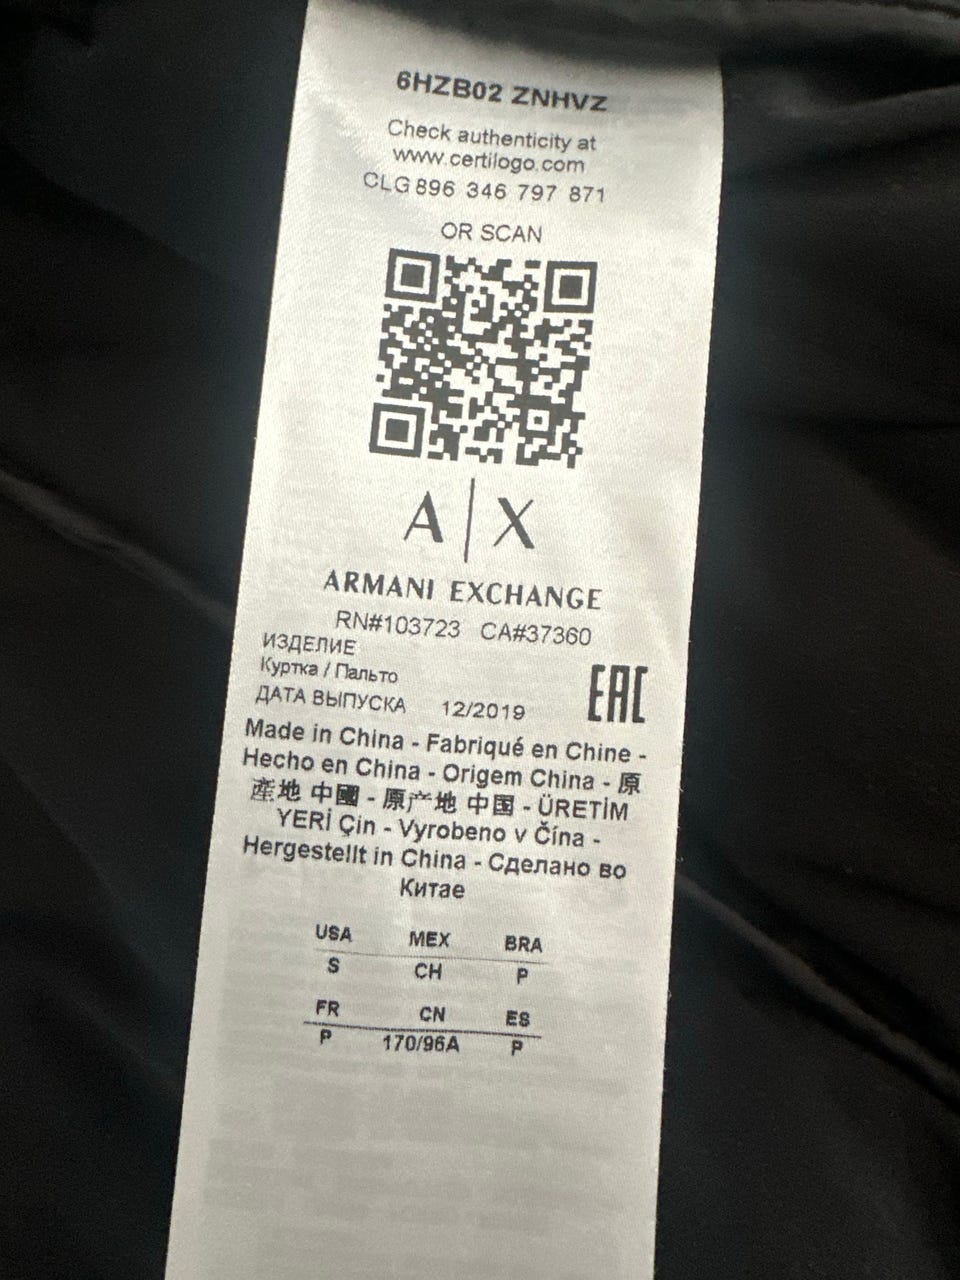 6HZB02 ZNHVZ
Check authenticity at
www.certilogo.com
CLG 896 346 797 871
OR SCAN
A|X
ARMANI EXCHANGE
RN#103723 CA#37360
ИЗДЕЛИЕ
Куртка / Пальто
ДАТА ВЫПУСКА 12/2019
EAC
Made in China - Fabriqué en Chine -
Hecho en China - Origem China - 原
產地 中國 - 原产地 中国 - ÜRETİM
YERİ Çin - Vyrobeno v Čína -
Hergestellt in China - Сделано во
Китае
USA MEX BRA
S CH P
FR CN ES
P 170/96A P